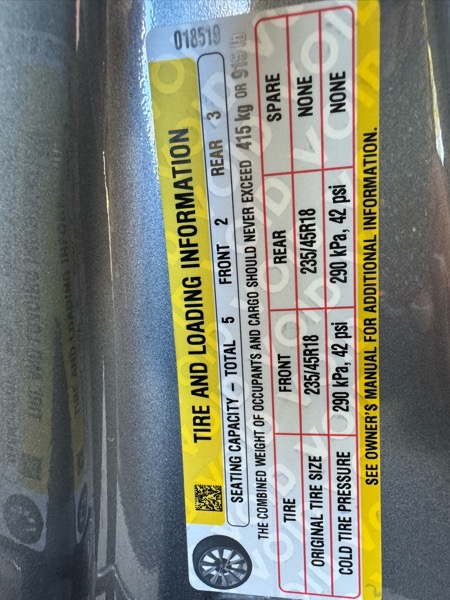 018519
TIRE AND LOADING INFORMATION
SEATING CAPACITY – TOTAL 5 FRONT 2 REAR 3
THE COMBINED WEIGHT OF OCCUPANTS AND CARGO SHOULD NEVER EXCEED 415 kg OR 915 lb
TIRE FRONT REAR SPARE
ORIGINAL TIRE SIZE 235/45R18 235/45R18 NONE
COLD TIRE PRESSURE 290 kPa, 42 psi 290 kPa, 42 psi NONE
SEE OWNER'S MANUAL FOR ADDITIONAL INFORMATION.